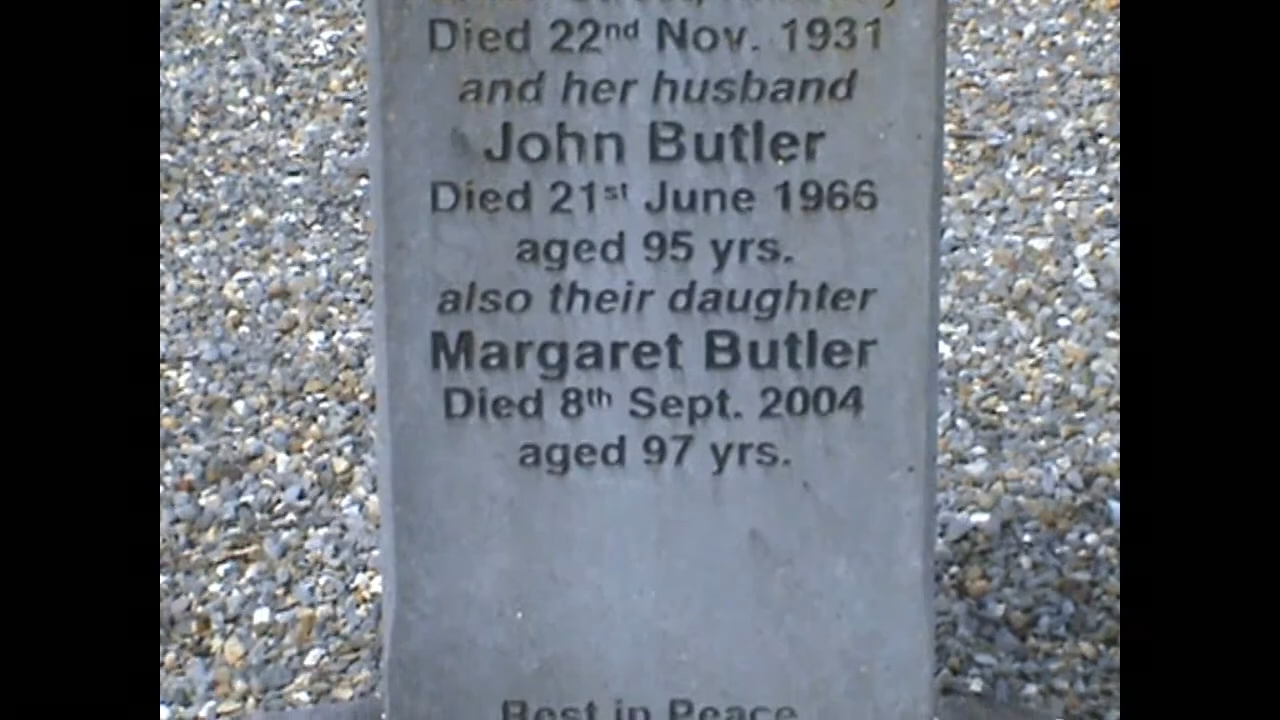 Died 22nd Nov. 1931
and her husband
John Butler
Died 21st June 1966
aged 95 yrs.
also their daughter
Margaret Butler
Died 8th Sept. 2004
aged 97 yrs.
Rest in Peace